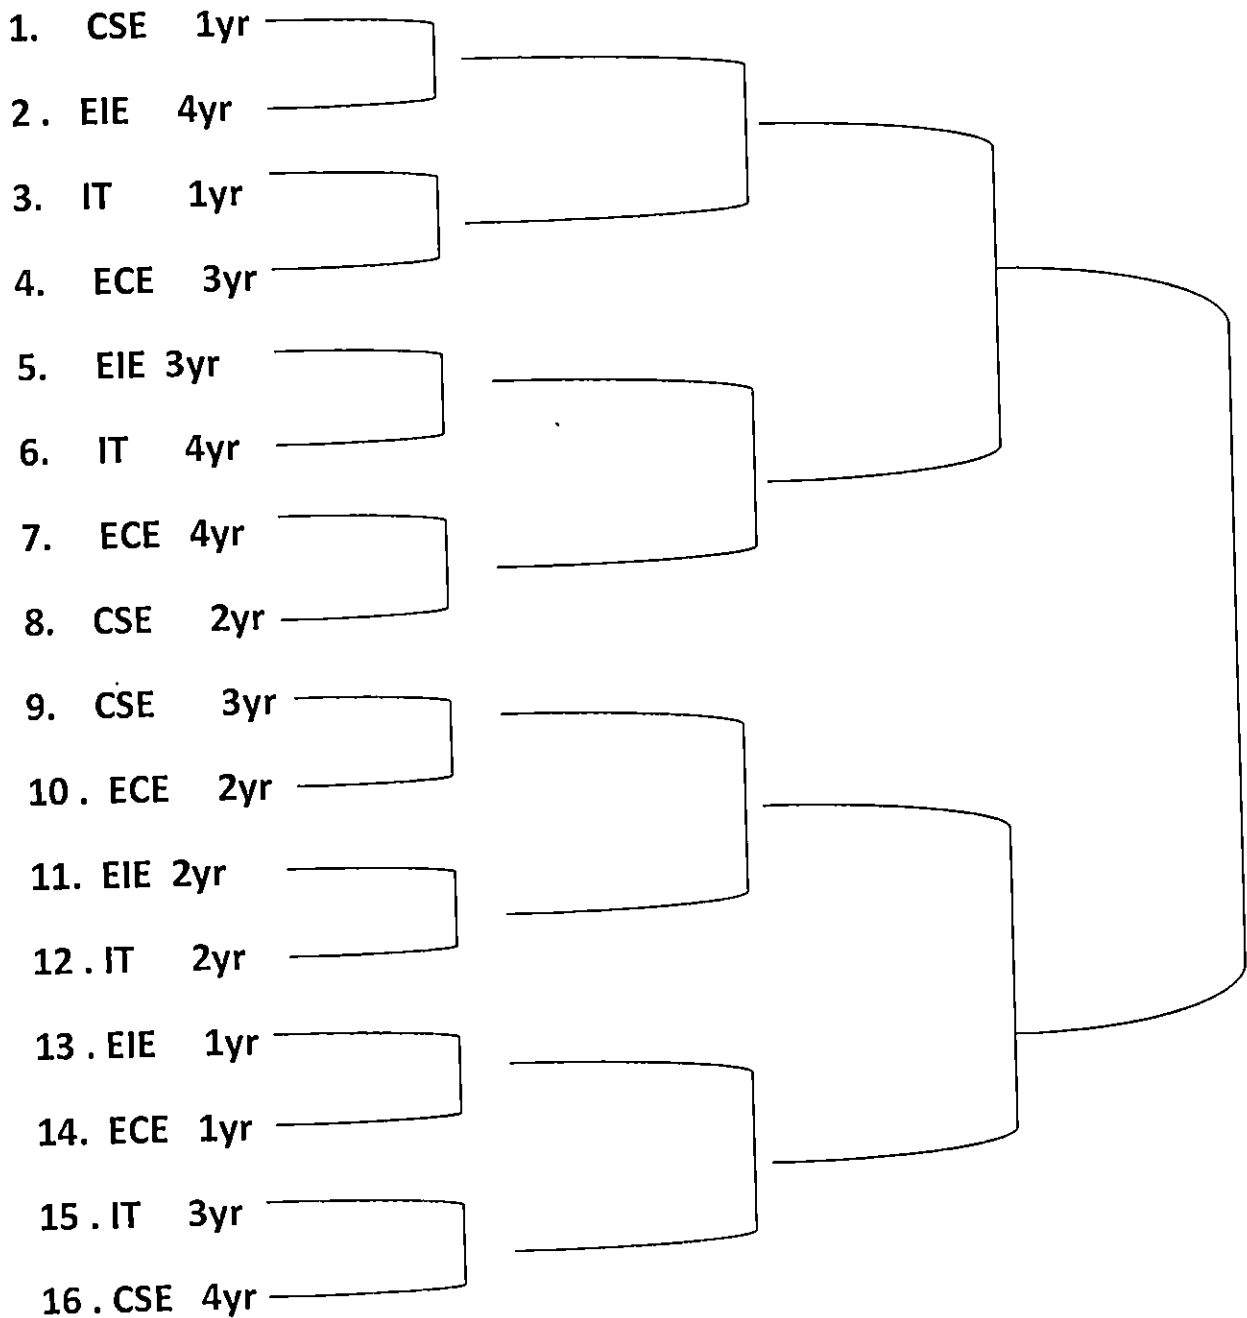 1. CSE 1yr
2 . EIE 4yr
3. IT 1yr
4. ECE 3yr
5. EIE 3yr
6. IT 4yr
7. ECE 4yr
8. CSE 2yr
9. CSE 3yr
10 . ECE 2yr
11. EIE 2yr
12 . IT 2yr
13 . EIE 1yr
14. ECE 1yr
15 . IT 3yr
16 . CSE 4yr